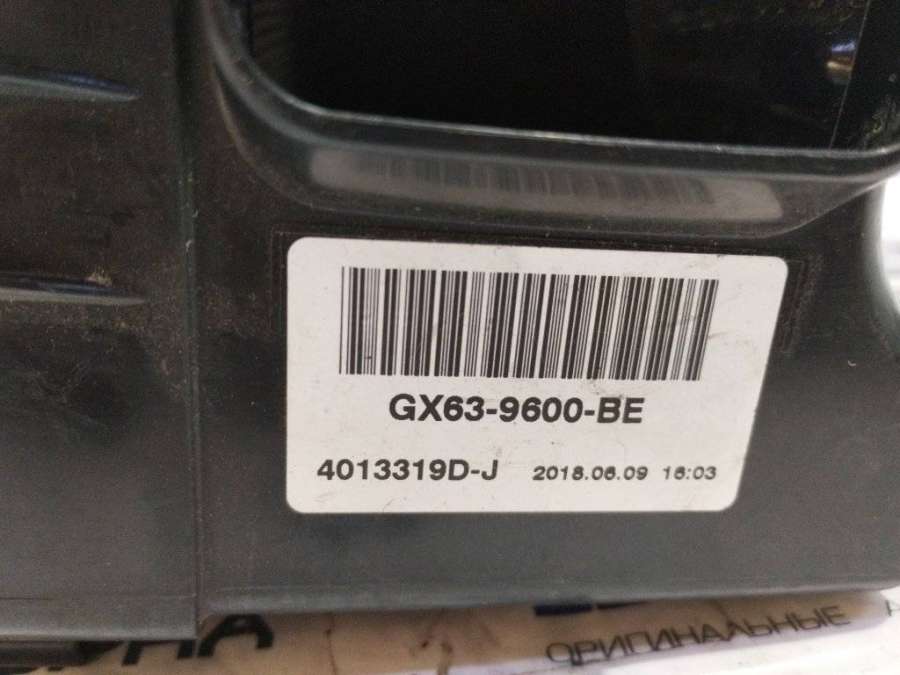 GX63-9600-BE
4013319D-J 2018.06.09 16:03
ОРИГИНАЛЬНЫЕ